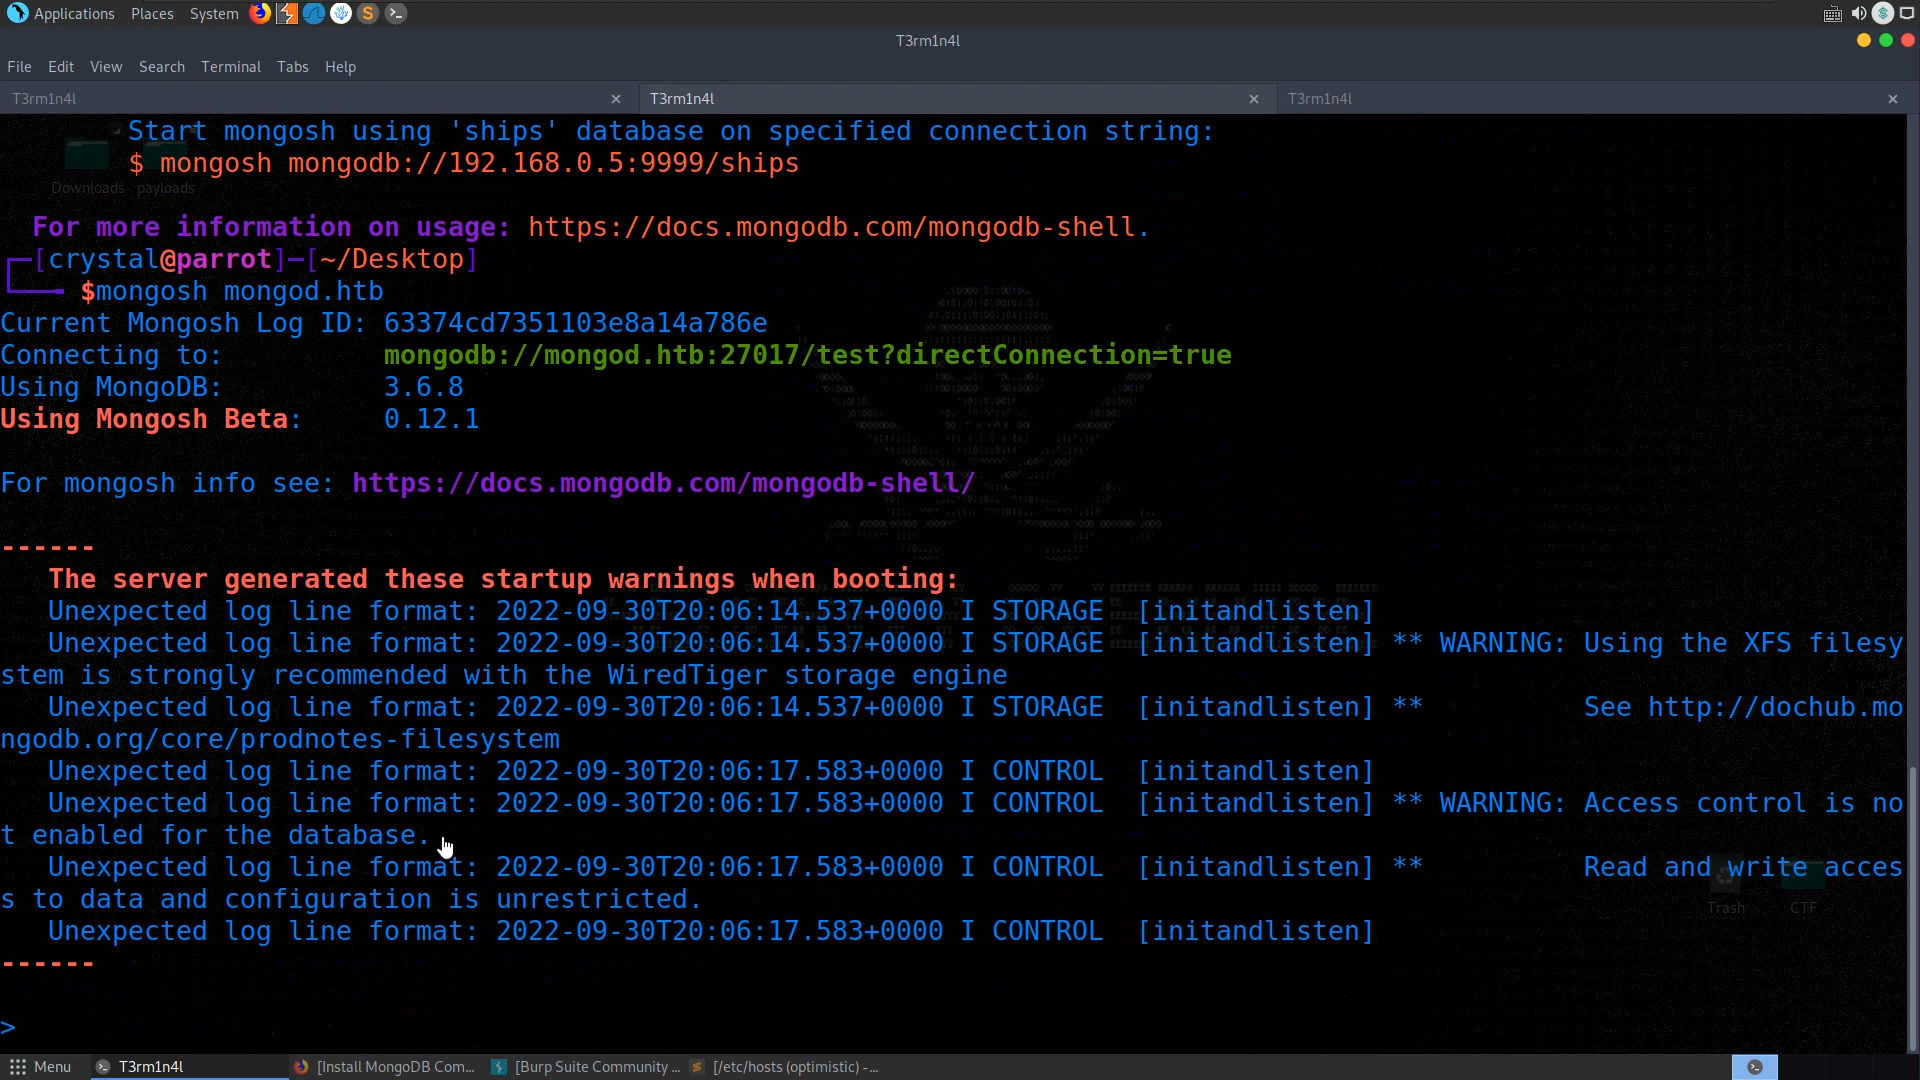 Applications Places System
T3rm1n4l
File Edit View Search Terminal Tabs Help
T3rm1n4l × T3rm1n4l × T3rm1n4l ×
Start mongosh using 'ships' database on specified connection string:
$ mongosh mongodb://192.168.0.5:9999/ships
Downloads payloads
For more information on usage: https://docs.mongodb.com/mongodb-shell.
[crystal@parrot]─[~/Desktop]
$mongosh mongod.htb
Current Mongosh Log ID: 63374cd7351103e8a14a786e
Connecting to: mongodb://mongod.htb:27017/test?directConnection=true
Using MongoDB: 3.6.8
Using Mongosh Beta: 0.12.1
For mongosh info see: https://docs.mongodb.com/mongodb-shell/
------
The server generated these startup warnings when booting:
Unexpected log line format: 2022-09-30T20:06:14.537+0000 I STORAGE [initandlisten]
Unexpected log line format: 2022-09-30T20:06:14.537+0000 I STORAGE [initandlisten] ** WARNING: Using the XFS filesy
stem is strongly recommended with the WiredTiger storage engine
Unexpected log line format: 2022-09-30T20:06:14.537+0000 I STORAGE [initandlisten] ** See http://dochub.mo
ngodb.org/core/prodnotes-filesystem
Unexpected log line format: 2022-09-30T20:06:17.583+0000 I CONTROL [initandlisten]
Unexpected log line format: 2022-09-30T20:06:17.583+0000 I CONTROL [initandlisten] ** WARNING: Access control is no
t enabled for the database.
Unexpected log line format: 2022-09-30T20:06:17.583+0000 I CONTROL [initandlisten] ** Read and write acces
s to data and configuration is unrestricted.
Trash CTF
Unexpected log line format: 2022-09-30T20:06:17.583+0000 I CONTROL [initandlisten]
------
>
Menu T3rm1n4l [Install MongoDB Com... [Burp Suite Community ... [/etc/hosts (optimistic) -...